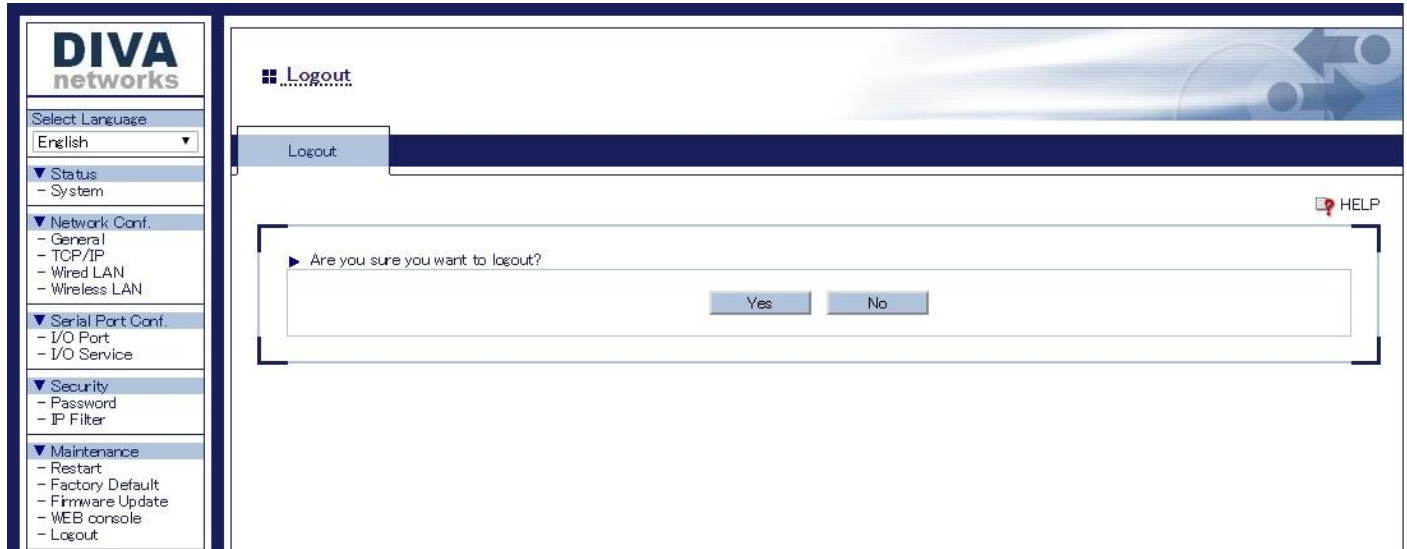 DIVA
networks
Select Language
English
▼ Status
- System
▼ Network Conf.
- General
- TCP/IP
- Wired LAN
- Wireless LAN
▼ Serial Port Conf.
- I/O Port
- I/O Service
▼ Security
- Password
- IP Filter
▼ Maintenance
- Restart
- Factory Default
- Firmware Update
- WEB console
- Logout
Logout
Logout
HELP
Are you sure you want to logout?
Yes No